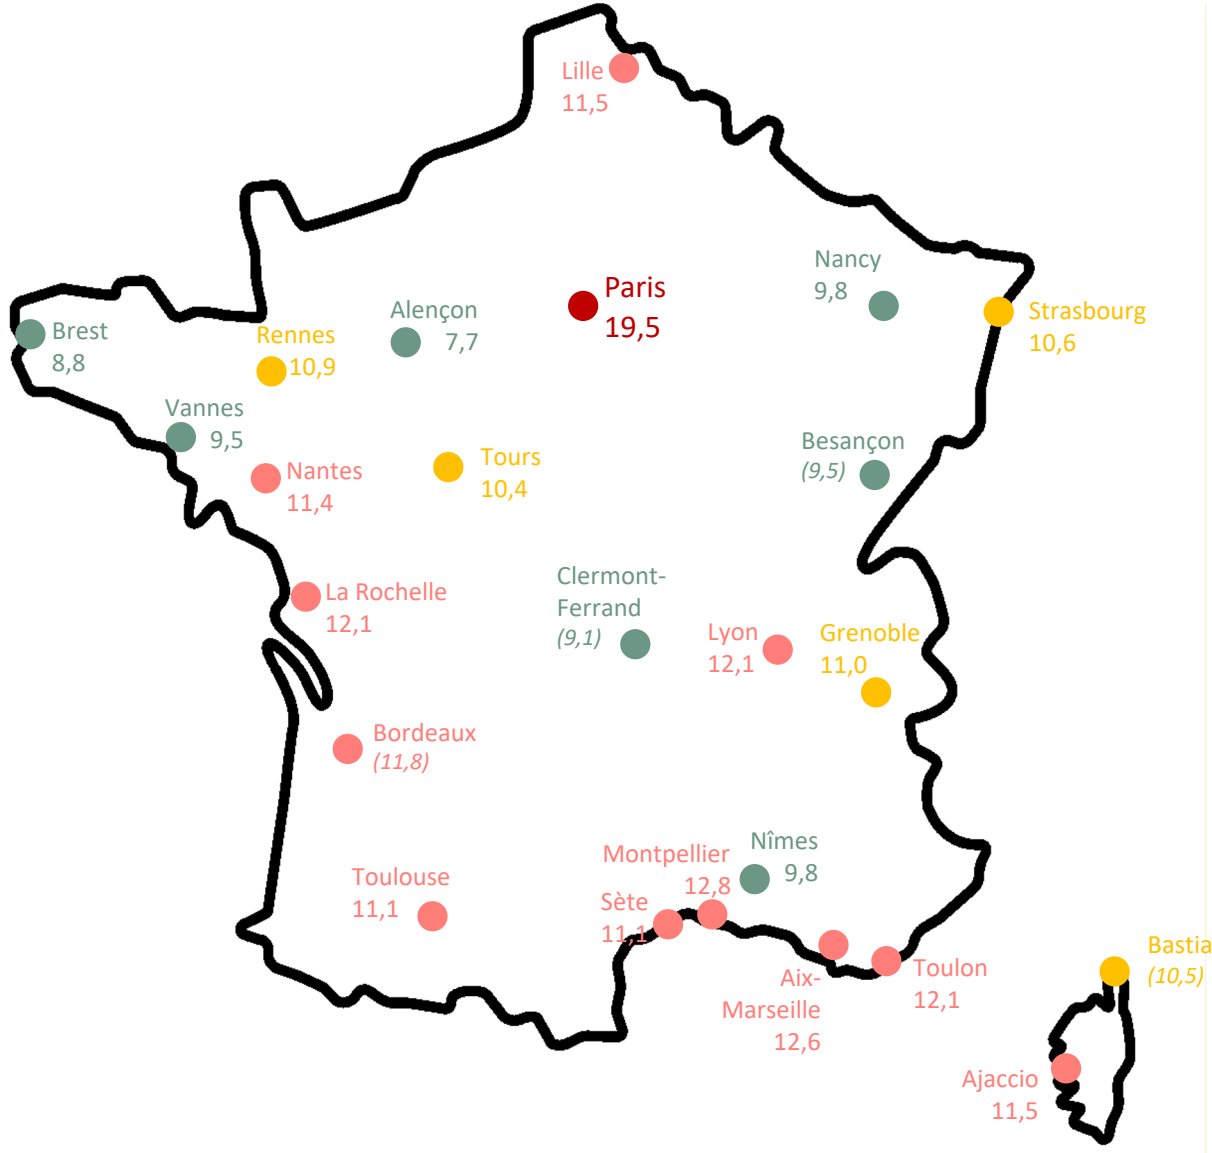 Lille
11,5
Paris
19,5
Nancy
9,8
Strasbourg
10,6
Alençon
7,7
Rennes
10,9
Brest
8,8
Vannes
9,5
Nantes
11,4
Tours
10,4
Besançon
(9,5)
La Rochelle
12,1
Clermont-
Ferrand
(9,1)
Lyon
12,1
Grenoble
11,0
Bordeaux
(11,8)
Toulouse
11,1
Montpellier
12,8
Nîmes
9,8
Sète
11,1
Aix-
Marseille
12,6
Toulon
12,1
Bastia
(10,5)
Ajaccio
11,5